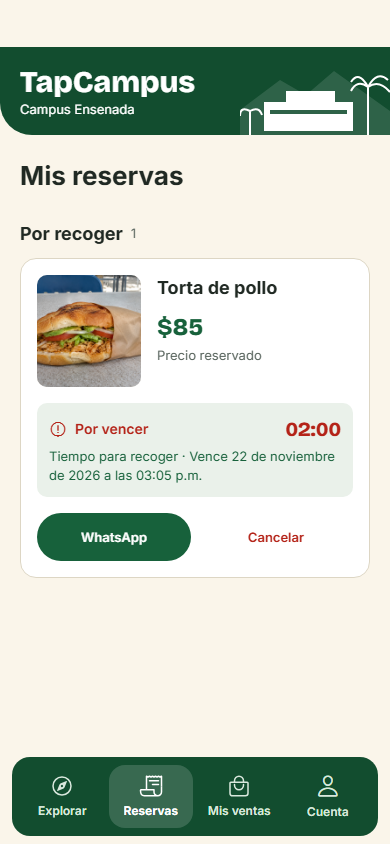 TapCampus
Campus Ensenada
Mis reservas
Por recoger 1
Torta de pollo
$85
Precio reservado
Por vencer 02:00
Tiempo para recoger · Vence 22 de noviembre
de 2026 a las 03:05 p.m.
WhatsApp Cancelar
Explorar Reservas Mis ventas Cuenta